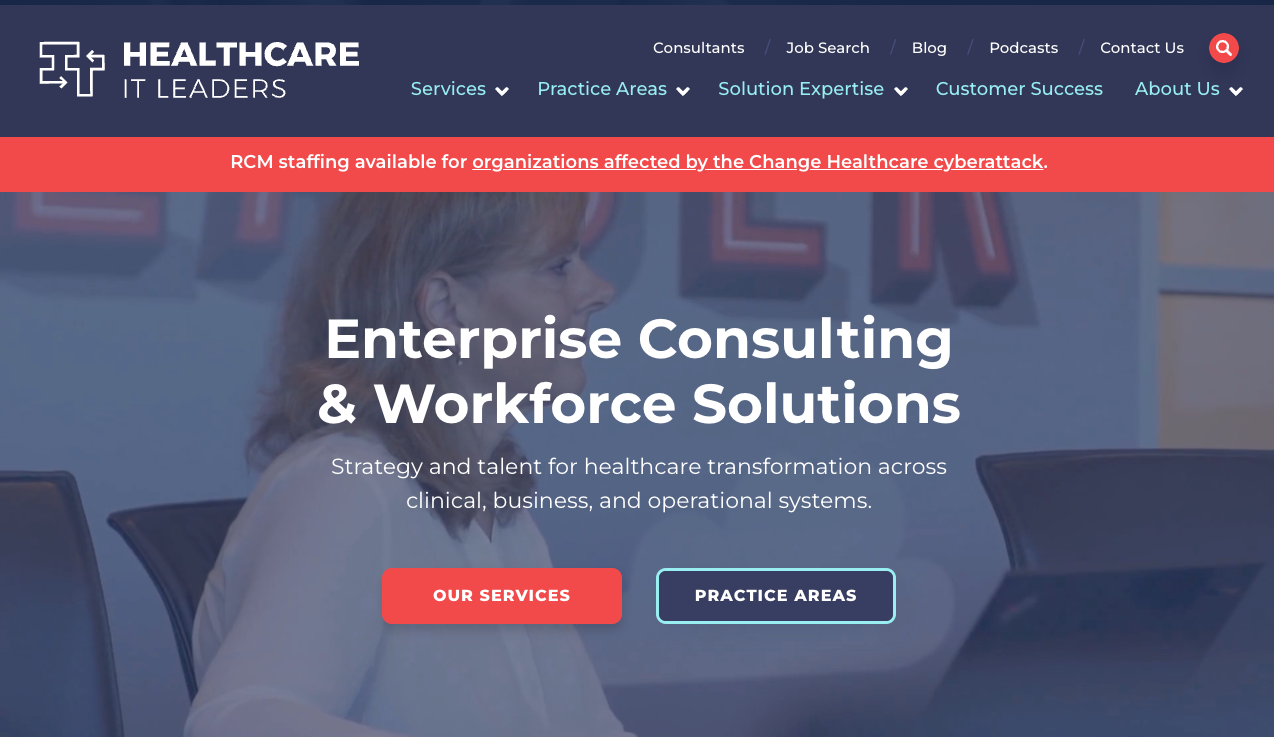 HEALTHCARE
IT LEADERS
Consultants / Job Search / Blog / Podcasts / Contact Us
Services Practice Areas Solution Expertise Customer Success About Us
RCM staffing available for organizations affected by the Change Healthcare cyberattack.
Enterprise Consulting
& Workforce Solutions
Strategy and talent for healthcare transformation across
clinical, business, and operational systems.
OUR SERVICES
PRACTICE AREAS